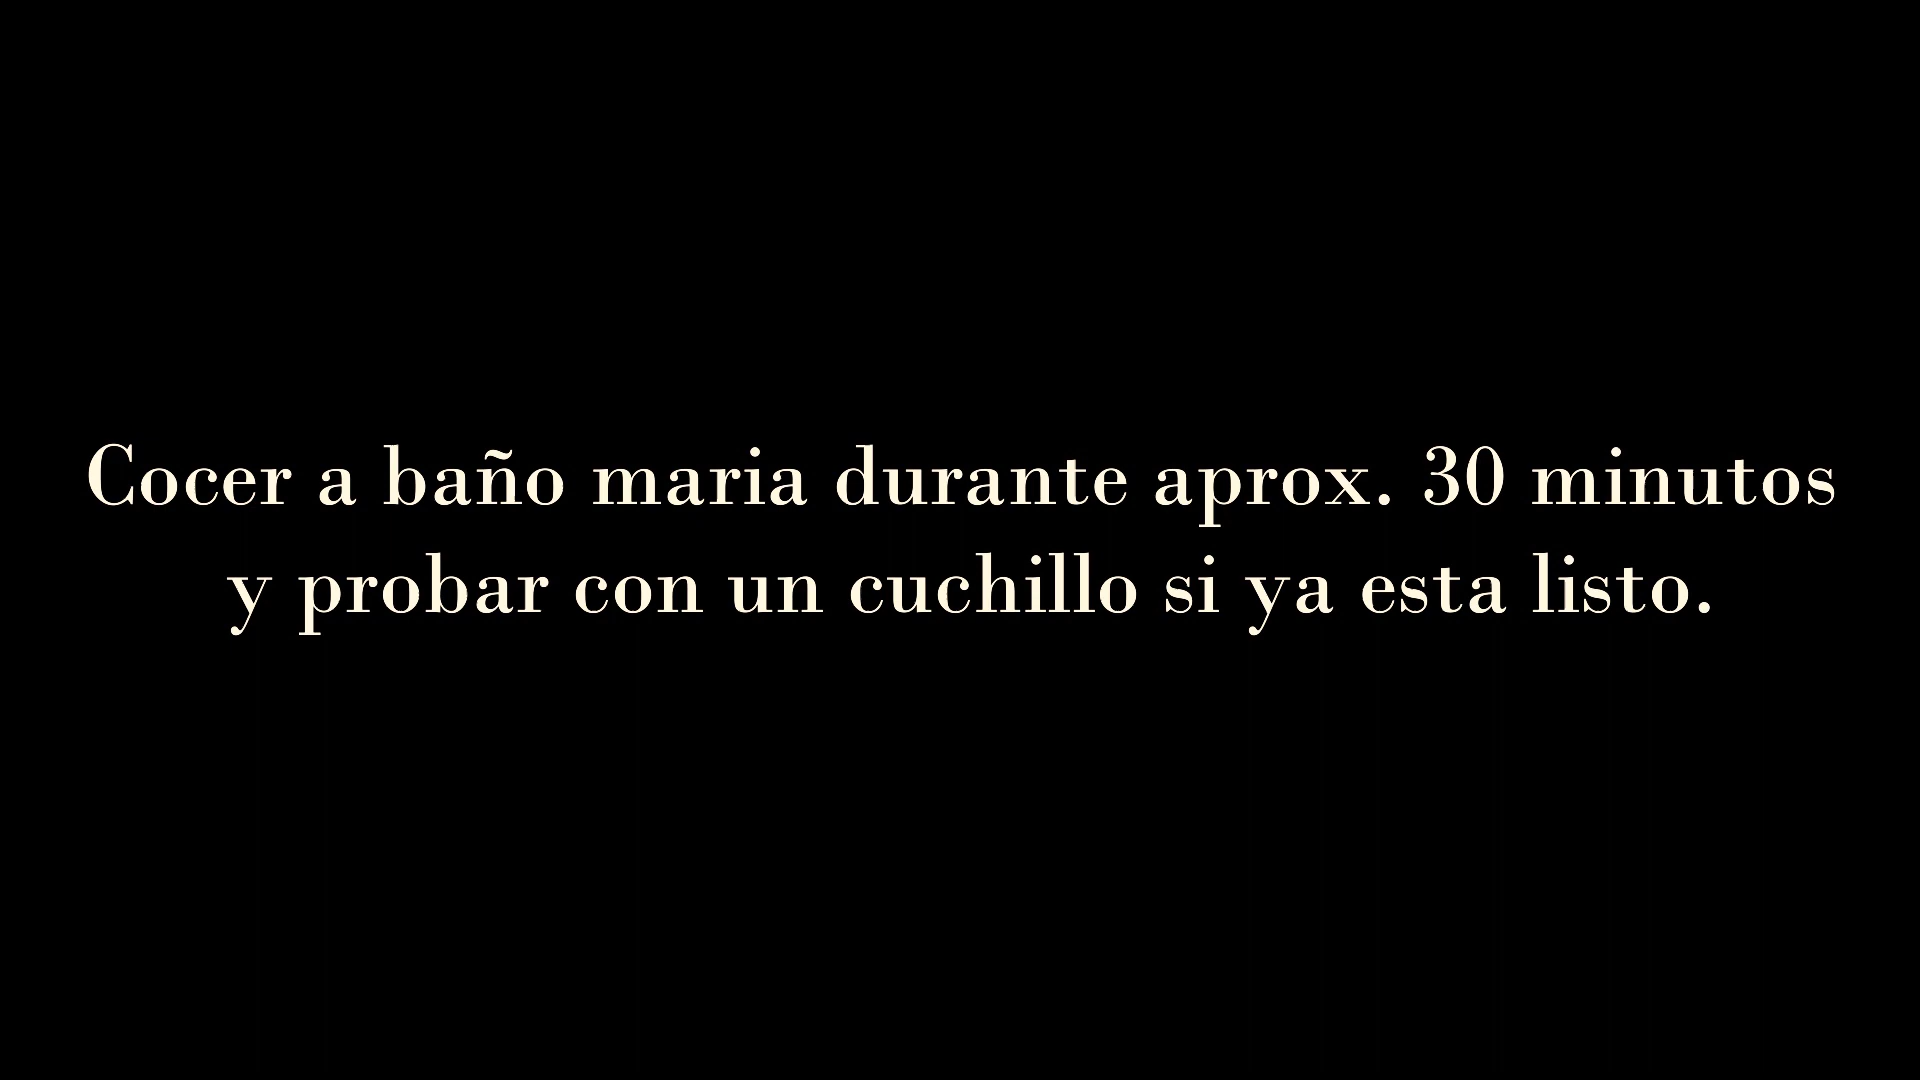 Cocer a baño maria durante aprox. 30 minutos
y probar con un cuchillo si ya esta listo.